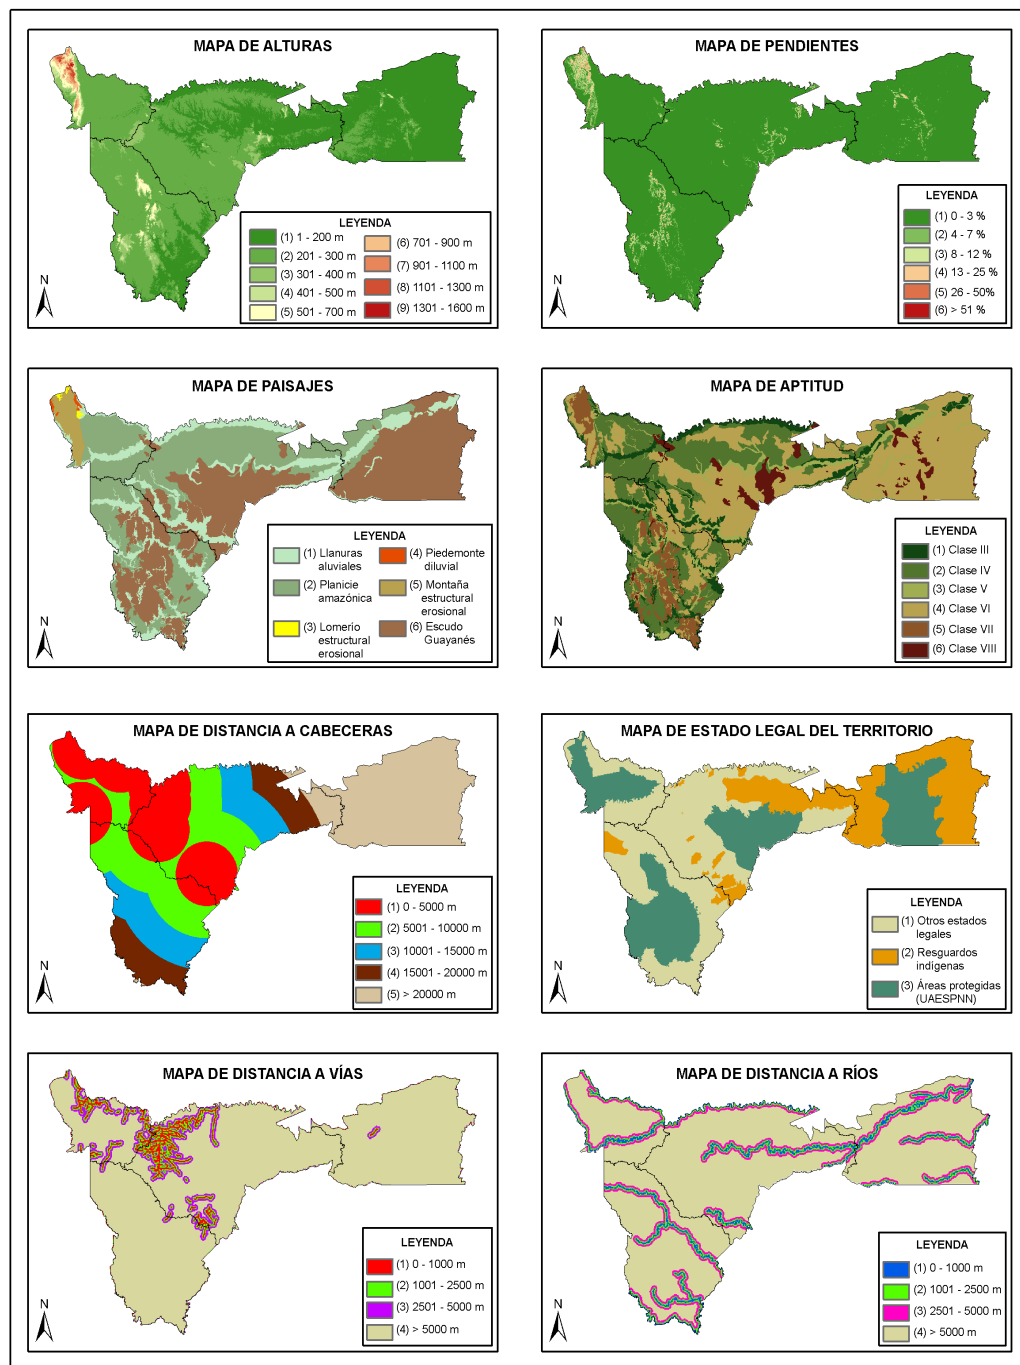 MAPA DE ALTURAS
LEYENDA
(1) 1 - 200 m
(2) 201 - 300 m
(3) 301 - 400 m
(4) 401 - 500 m
(5) 501 - 700 m
(6) 701 - 900 m
(7) 901 - 1100 m
(8) 1101 - 1300 m
(9) 1301 - 1600 m
N
MAPA DE PENDIENTES
LEYENDA
(1) 0 - 3 %
(2) 4 - 7 %
(3) 8 - 12 %
(4) 13 - 25 %
(5) 26 - 50%
(6) > 51 %
N
MAPA DE PAISAJES
LEYENDA
(1) Llanuras
aluviales
(2) Planicie
amazónica
(3) Lomerío
estructural
erosional
(4) Piedemonte
diluvial
(5) Montaña
estructural
erosional
(6) Escudo
Guayanés
N
MAPA DE APTITUD
LEYENDA
(1) Clase III
(2) Clase IV
(3) Clase V
(4) Clase VI
(5) Clase VII
(6) Clase VIII
N
MAPA DE DISTANCIA A CABECERAS
LEYENDA
(1) 0 - 5000 m
(2) 5001 - 10000 m
(3) 10001 - 15000 m
(4) 15001 - 20000 m
(5) > 20000 m
N
MAPA DE ESTADO LEGAL DEL TERRITORIO
LEYENDA
(1) Otros estados
legales
(2) Resguardos
indígenas
(3) Áreas protegidas
(UAESPNN)
N
MAPA DE DISTANCIA A VÍAS
LEYENDA
(1) 0 - 1000 m
(2) 1001 - 2500 m
(3) 2501 - 5000 m
(4) > 5000 m
N
MAPA DE DISTANCIA A RÍOS
LEYENDA
(1) 0 - 1000 m
(2) 1001 - 2500 m
(3) 2501 - 5000 m
(4) > 5000 m
N